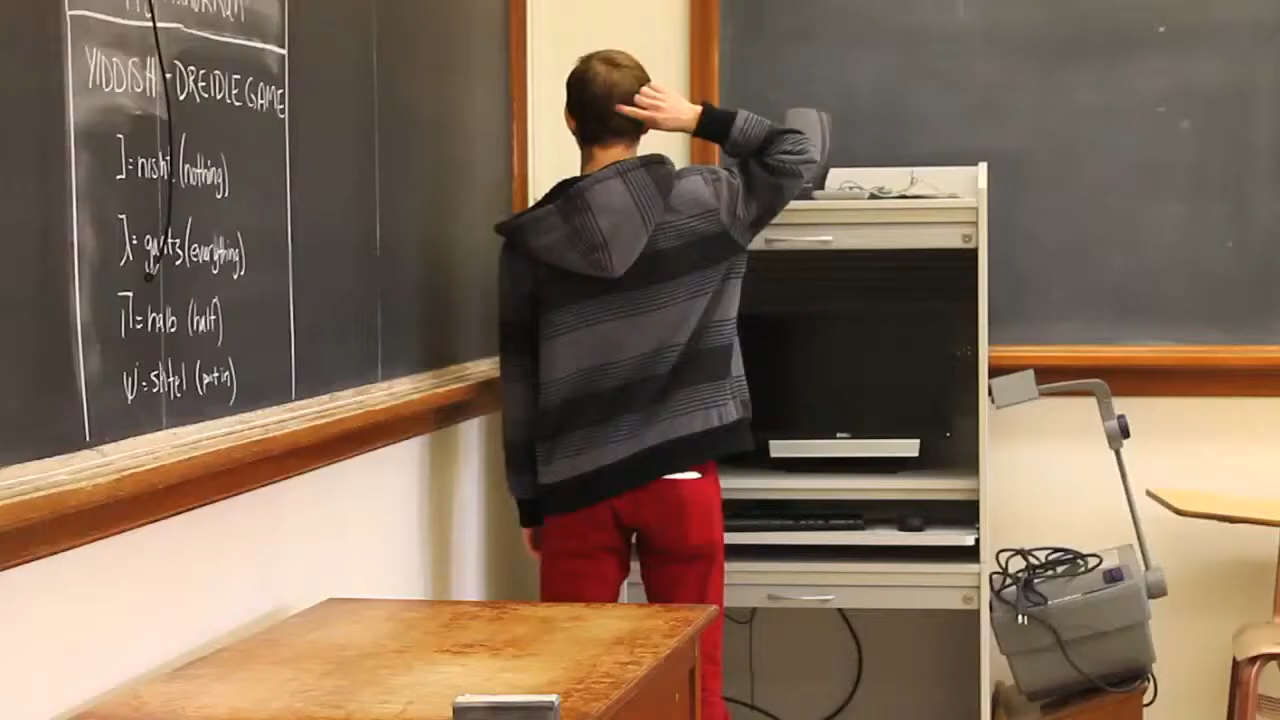 YIDDISH - DREIDLE GAME
נ = nisht (nothing)
ג = gantz (everything)
ה = halb (half)
ש = shtel (put in)